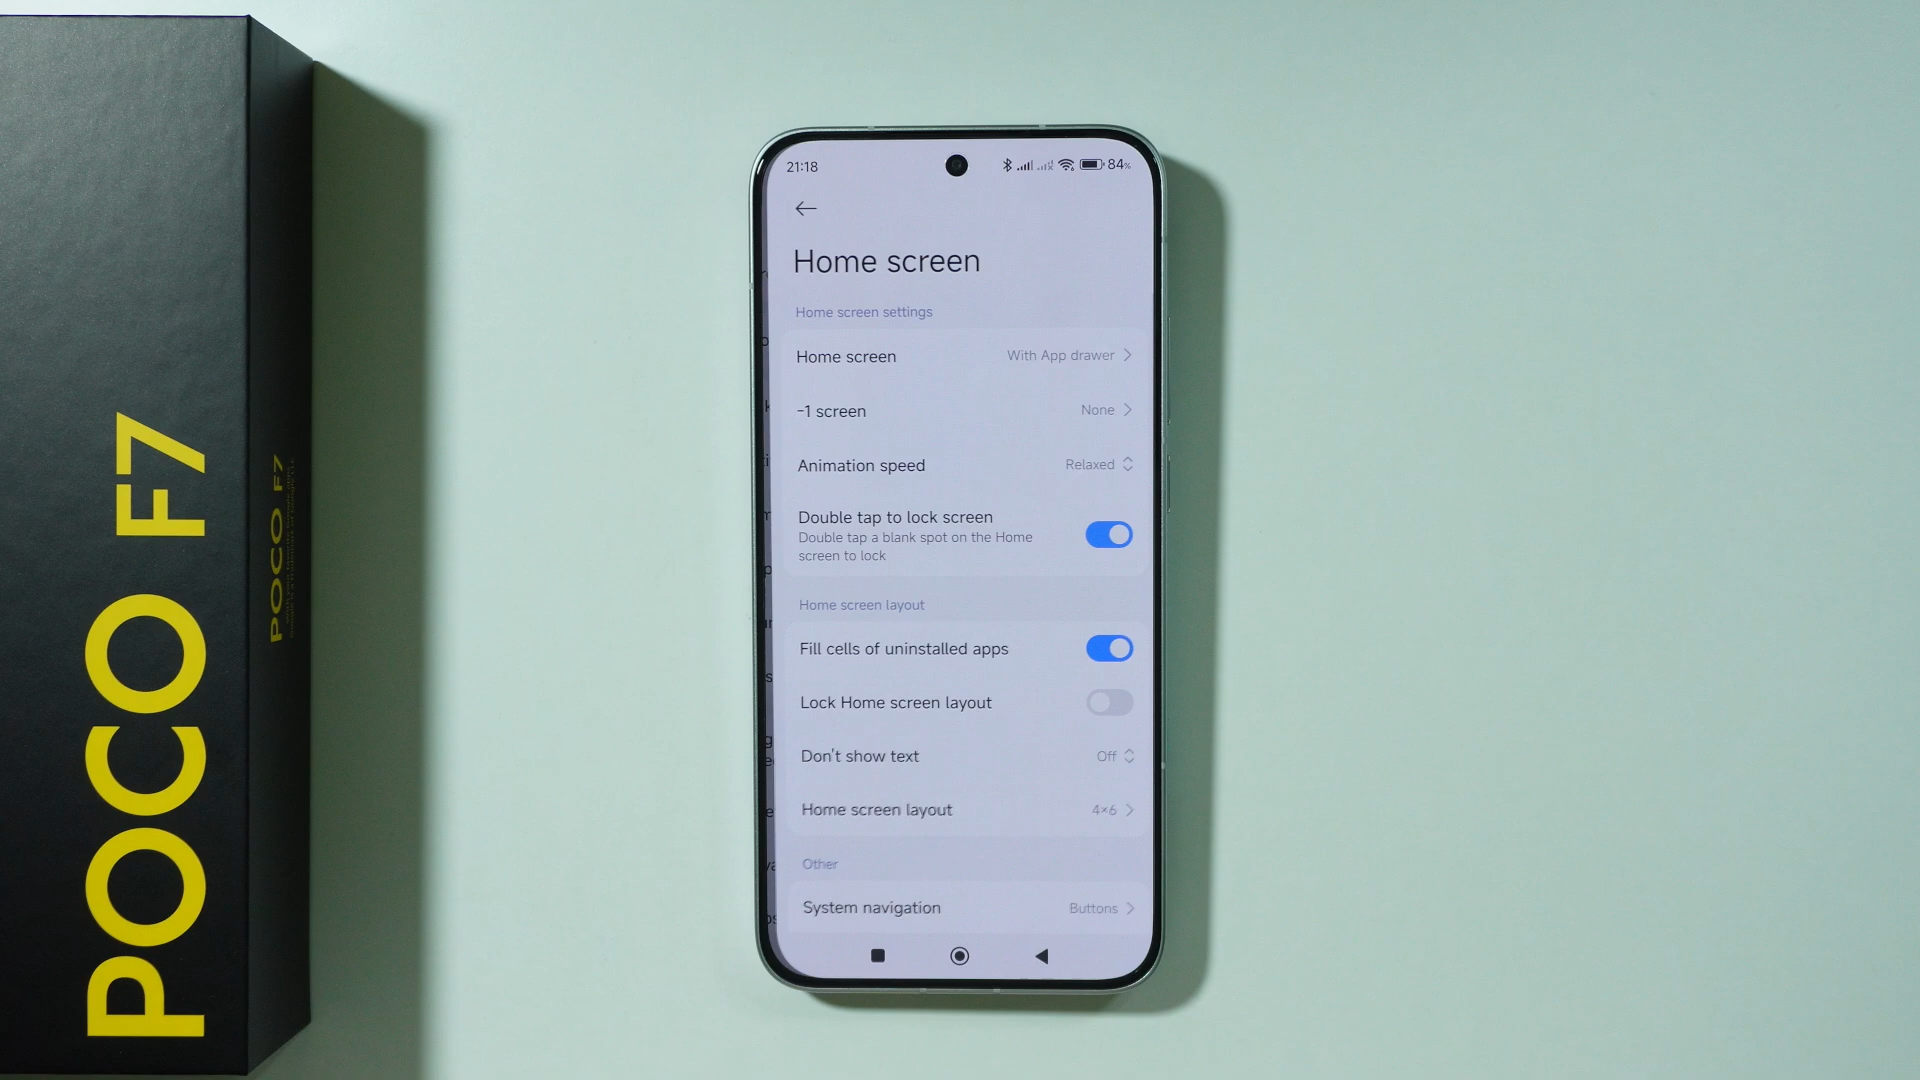 POCO F7
POCO F7
21:18
84%
Home screen
Home screen settings
Home screen
With App drawer
-1 screen
None
Animation speed
Relaxed
Double tap to lock screen
Double tap a blank spot on the Home
screen to lock
Home screen layout
Fill cells of uninstalled apps
Lock Home screen layout
Don't show text
Off
Home screen layout
4×6
Other
System navigation
Buttons